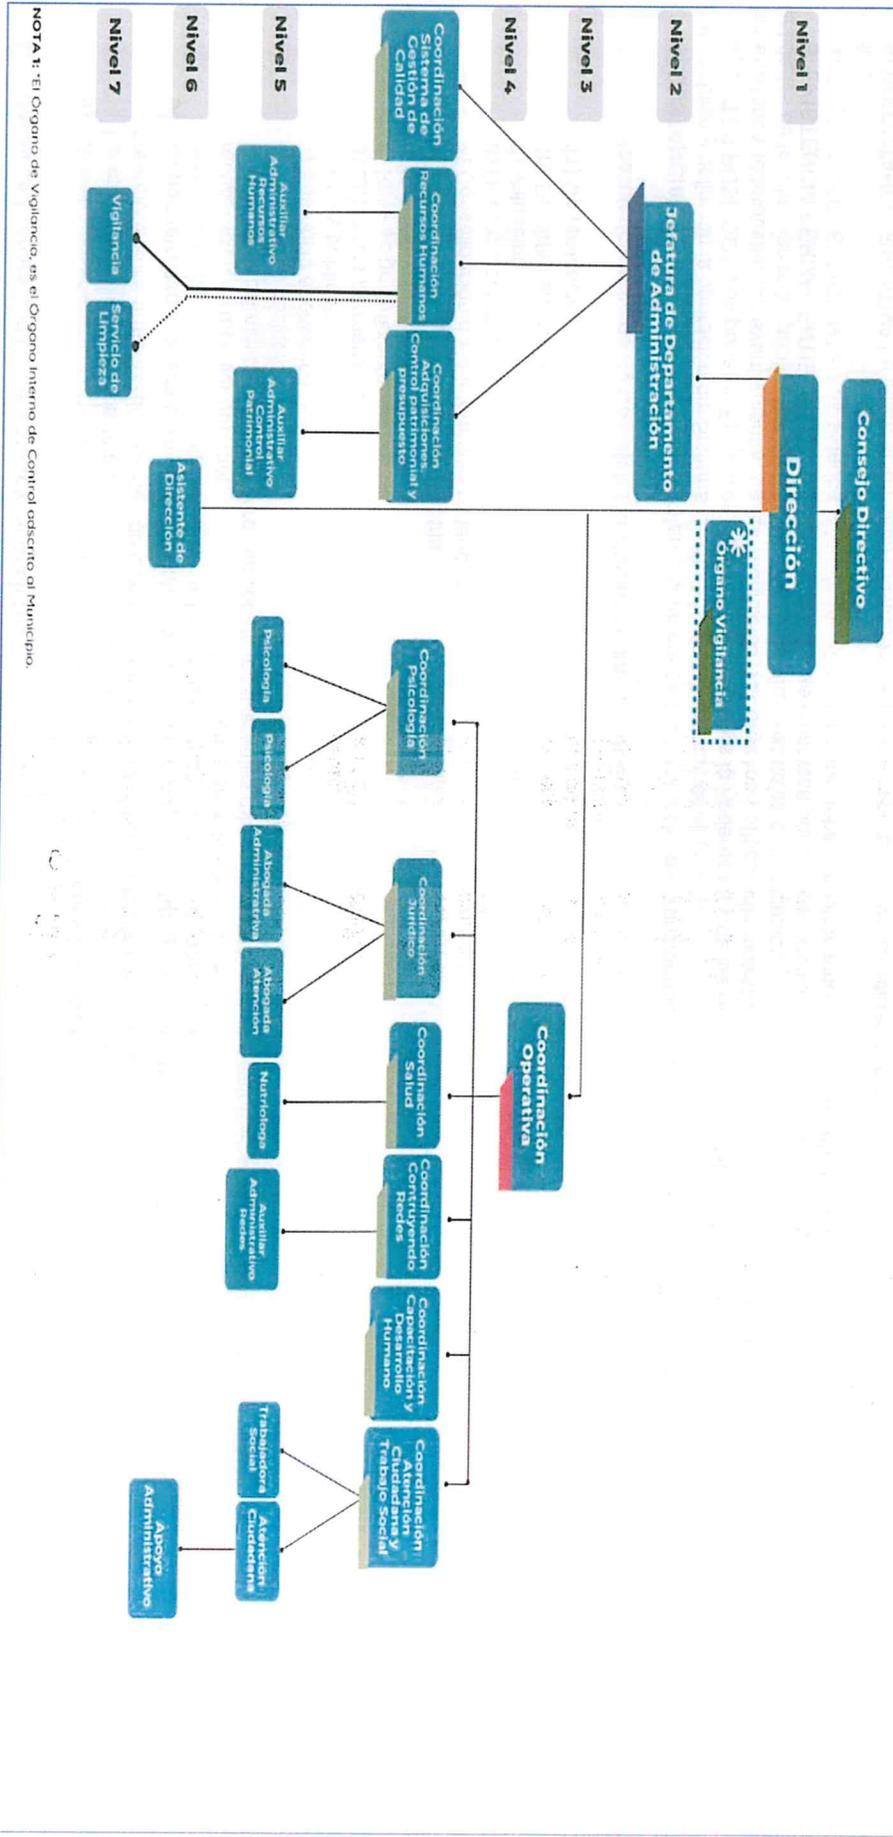 Consejo Directivo
Nivel 1
Dirección
* Órgano Vigilancia
Nivel 2
Jefatura de Departamento
de Administración
Nivel 3
Nivel 4
Coordinación
Operativa
Coordinación
Sistema de
Gestión de
Calidad
Coordinación
Recursos Humanos
Coordinación
Adquisiciones,
Control patrimonial y
presupuesto
Coordinación
Psicología
Coordinación
Jurídico
Coordinación
Salud
Coordinación
Contruyendo
Redes
Coordinación
Capacitación y
Desarrollo
Humano
Coordinación
Atención
Ciudadana y
Trabajo Social
Nivel 5
Auxiliar
Administrativo
Recursos
Humanos
Auxiliar
Administrativo
Control
Patrimonial
Psicología
Psicología
Abogada
Administratriva
Abogada
Atención
Nutriologa
Auxiliar
Administrativo
Redes
Trabajadora
Social
Atención
Ciudadana
Nivel 6
Asistente de
Dirección
Apoyo
Administrativo
Nivel 7
Vigilancia
Servicio de
Limpieza
NOTA 1: "El Órgano de Vigilancia, es el Órgano Interno de Control adscrito al Municipio.